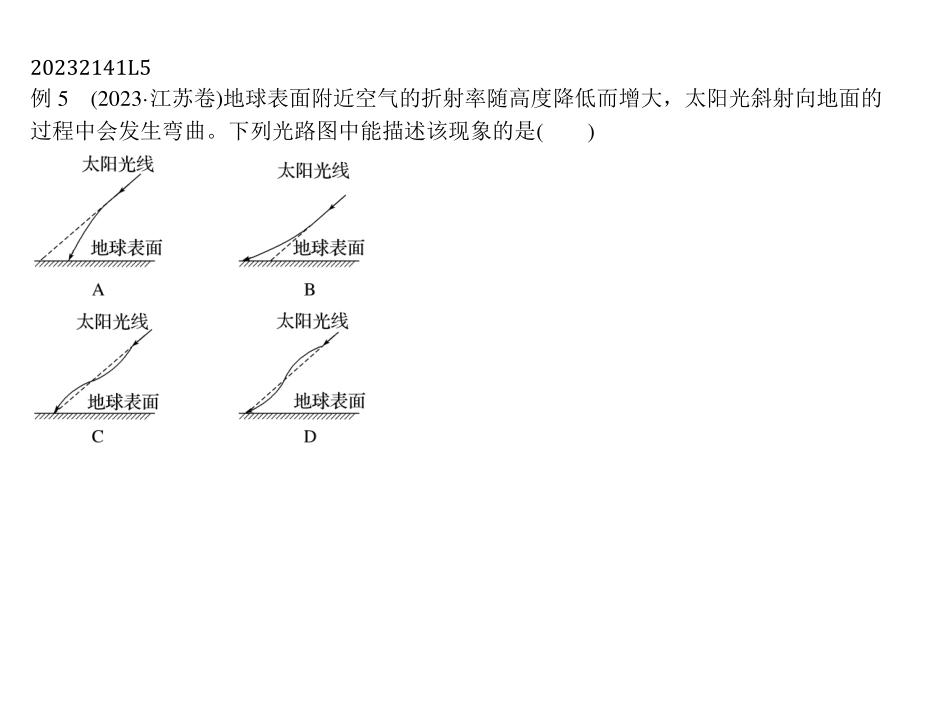 20232141L5
例 5 (2023·江苏卷)地球表面附近空气的折射率随高度降低而增大，太阳光斜射向地面的
过程中会发生弯曲。下列光路图中能描述该现象的是(  )
太阳光线 太阳光线
地球表面 地球表面
A B
太阳光线 太阳光线
地球表面 地球表面
C D